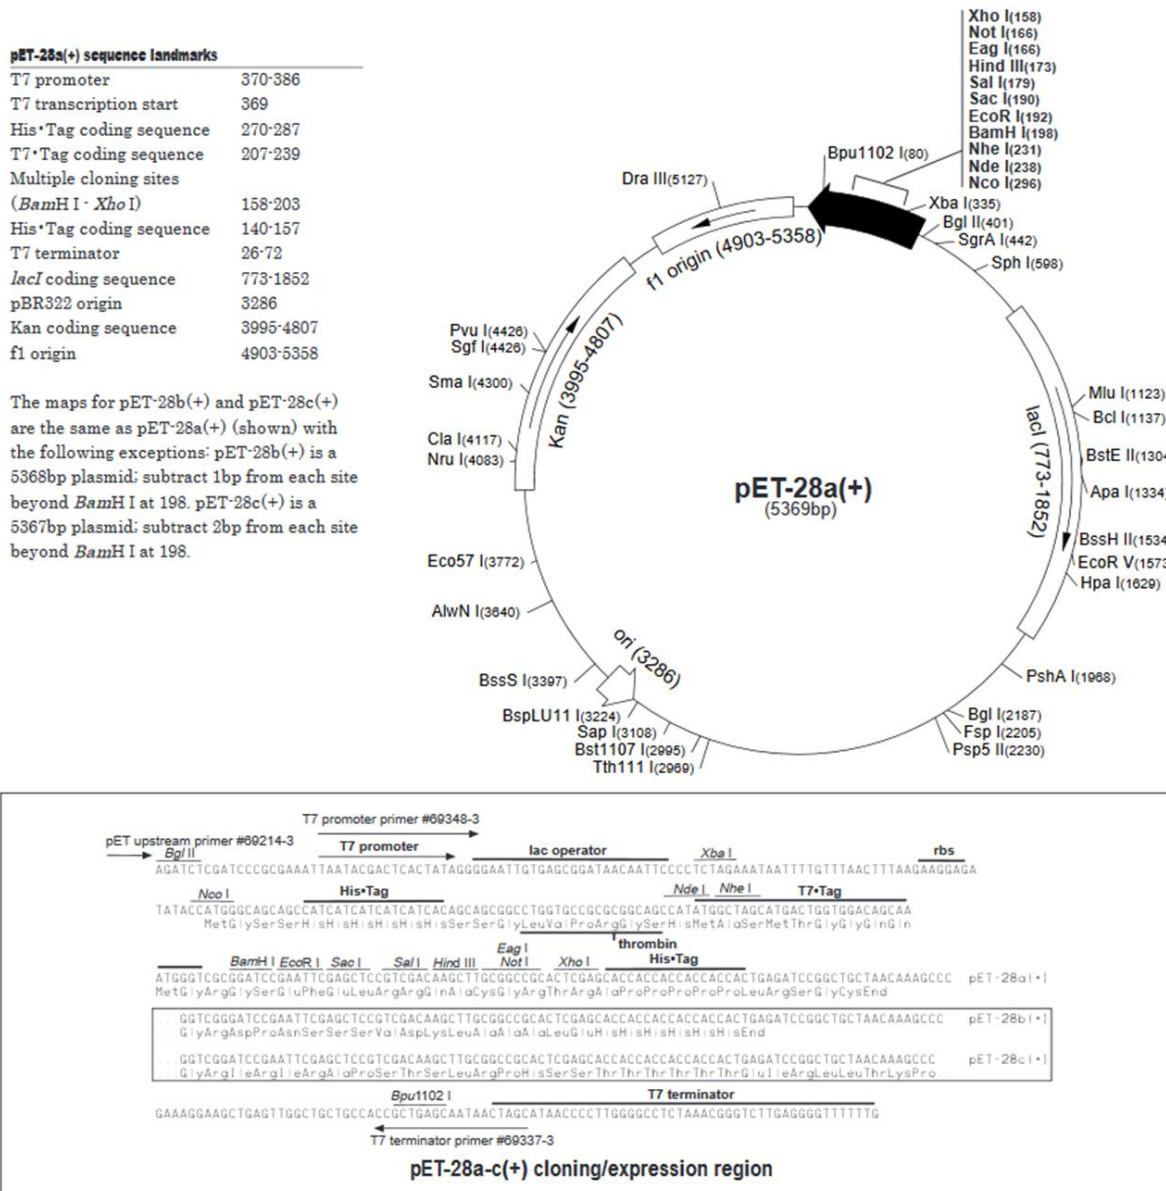 pET-28a(+) sequence landmarks
T7 promoter 370-386
T7 transcription start 369
His•Tag coding sequence 270-287
T7•Tag coding sequence 207-239
Multiple cloning sites
(BamH I - Xho I) 158-203
His•Tag coding sequence 140-157
T7 terminator 26-72
lacI coding sequence 773-1852
pBR322 origin 3286
Kan coding sequence 3995-4807
f1 origin 4903-5358
The maps for pET-28b(+) and pET-28c(+)
are the same as pET-28a(+) (shown) with
the following exceptions: pET-28b(+) is a
5368bp plasmid; subtract 1bp from each site
beyond BamH I at 198. pET-28c(+) is a
5367bp plasmid; subtract 2bp from each site
beyond BamH I at 198.
Xho I(158)
Not I(166)
Eag I(166)
Hind III(173)
Sal I(179)
Sac I(190)
EcoR I(192)
BamH I(198)
Nhe I(231)
Nde I(238)
Nco I(296)
Bpu1102 I(80)
Dra III(5127)
Xba I(335)
Bgl II(401)
SgrA I(442)
Sph I(598)
f1 origin (4903-5358)
Pvu I(4426)
Sgf I(4426)
Sma I(4300)
Kan (3995-4807)
Cla I(4117)
Nru I(4083)
Mlu I(1123)
Bcl I(1137)
BstE II(1304
Apa I(1334)
lacI (773-1852)
BssH II(1534
EcoR V(1573
Hpa I(1629)
pET-28a(+)
(5369bp)
Eco57 I(3772)
AlwN I(3640)
ori (3286)
BssS I(3397)
PshA I(1968)
BspLU11 I(3224)
Sap I(3108)
Bst1107 I(2995)
Tth111 I(2969)
Bgl I(2187)
Fsp I(2205)
Psp5 II(2230)
T7 promoter primer #69348-3
pET upstream primer #69214-3
Bgl II T7 promoter lac operator Xba I rbs
AGATCTCGATCCCGCGAAATTAATACGACTCACTATAGGGGAATTGTGAGCGGATAACAATTCCCCTCTAGAAATAATTTTGTTTAACTTTAAGAAGGAGA
Nco I His•Tag Nde I Nhe I T7•Tag
TATACCATGGGCAGCAGCCATCATCATCATCATCACAGCAGCGGCCTGGTGCCGCGCGGCAGCCATATGGCTAGCATGACTGGTGGACAGCAA
MetGlySerSerHisHisHisHisHisHisSerSerGlyLeuValProArgGlySerHisMetAlaSerMetThrGlyGlyGlnGln
thrombin
BamH I EcoR I Sac I Sal I Hind III Eag I Not I Xho I His•Tag
ATGGGTCGCGGATCCGAATTCGAGCTCCGTCGACAAGCTTGCGGCCGCACTCGAGCACCACCACCACCACCACTGAGATCCGGCTGCTAACAAAGCCC pET-28a(+)
MetGlyArgGlySerGluPheGluLeuArgArgGlnAlaCysGlyArgThrArgAlaProProProProProLeuArgSerGlyCysEnd
...GGTCGGGATCCGAATTCGAGCTCCGTCGACAAGCTTGCGGCCGCACTCGAGCACCACCACCACCACCACTGAGATCCGGCTGCTAACAAAGCCC pET-28b(+)
...GlyArgAspProAsnSerSerSerValAspLysLeuAlaAlaAlaLeuGluHisHisHisHisHisHisEnd
...GGTCGGATCCGAATTCGAGCTCCGTCGACAAGCTTGCGGCCGCACTCGAGCACCACCACCACCACCACTGAGATCCGGCTGCTAACAAAGCCC pET-28c(+)
...GlyArgIleArgIleArgAlaProSerThrSerLeuArgProHisSerSerThrThrThrThrThrThrGluIleArgLeuLeuThrLysPro...
Bpu1102 I T7 terminator
GAAAGGAAGCTGAGTTGGCTGCTGCCACCGCTGAGCAATAACTAGCATAACCCCTTGGGGCCTCTAAACGGGTCTTGAGGGGTTTTTTG
T7 terminator primer #69337-3
pET-28a-c(+) cloning/expression region